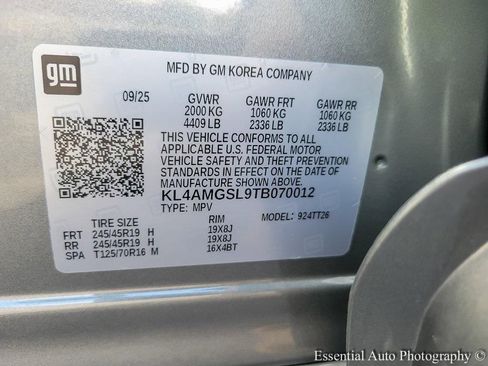 gm
MFD BY GM KOREA COMPANY
09/25 GVWR GAWR FRT GAWR RR
2000 KG 1060 KG 1060 KG
4409 LB 2336 LB 2336 LB
THIS VEHICLE CONFORMS TO ALL
APPLICABLE U.S. FEDERAL MOTOR
VEHICLE SAFETY AND THEFT PREVENTION
STANDARDS IN EFFECT ON THE DATE OF
MANUFACTURE SHOWN ABOVE.
KL4AMGSL9TB070012
TYPE: MPV MODEL: 924TT26
TIRE SIZE RIM
FRT 245/45R19 H 19X8J
RR 245/45R19 H 19X8J
SPA T125/70R16 M 16X4BT
Essential Auto Photography ©